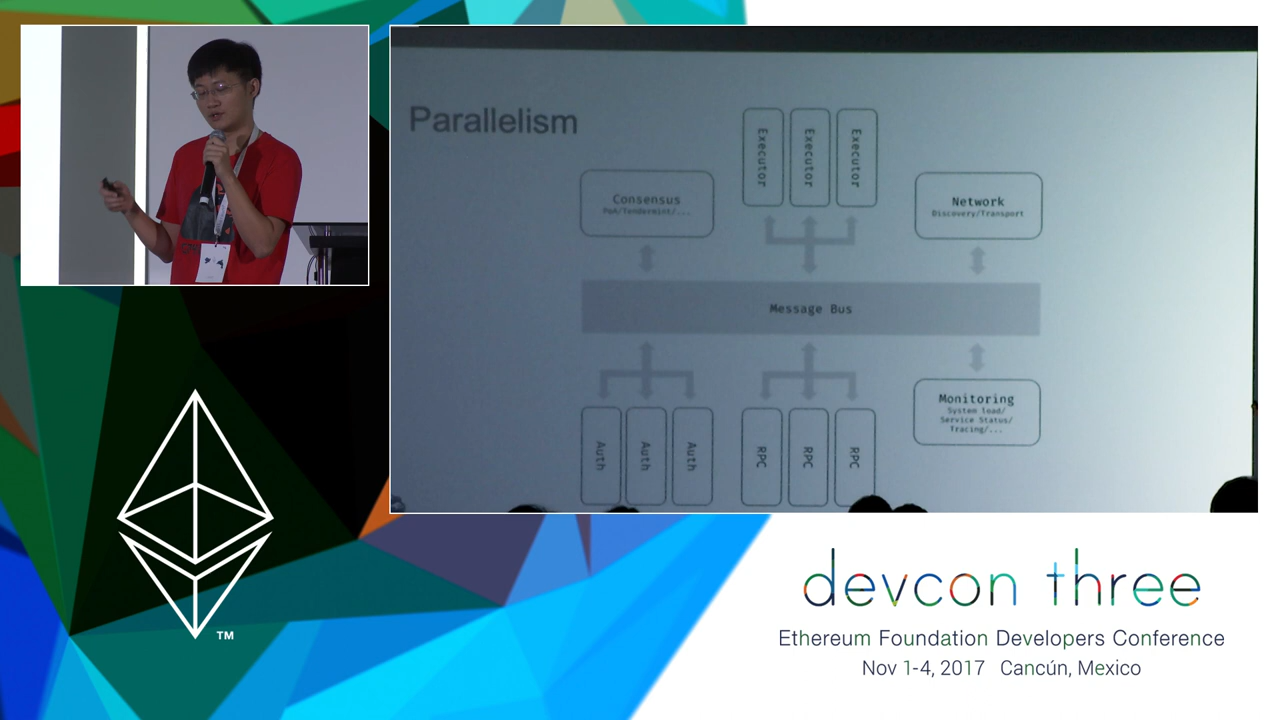 Parallelism
Executor
Executor
Executor
Consensus
PoA/Tendermint/...
Network
Discovery/Transport
Message Bus
Auth
Auth
Auth
RPC
RPC
RPC
Monitoring
System load/
Service Status/
Tracing/...
TM
devcon three
Ethereum Foundation Developers Conference
Nov 1-4, 2017 Cancún, Mexico